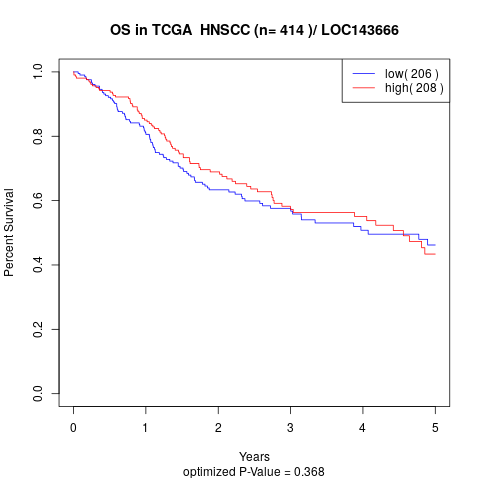 OS in TCGA  HNSCC (n= 414 )/ LOC143666
low( 206 )
high( 208 )
Percent Survival
1.0
0.8
0.6
0.4
0.2
0.0
0 1 2 3 4 5
Years
optimized P-Value = 0.368